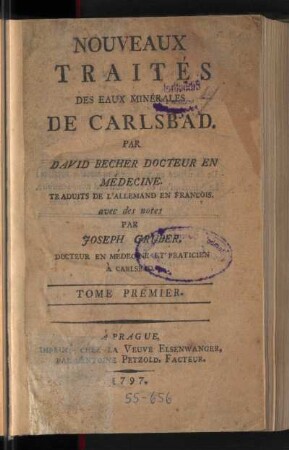 NOUVEAUX
TRAITÉS
DES EAUX MINÉRALES
DE CARLSBAD.
PAR
DAVID BECHER DOCTEUR EN
MÉDECINE.
TRADUITS DE L'ALLEMAND EN FRANÇOIS,
avec des notes
PAR
JOSEPH GRUBER,
DOCTEUR EN MÉDECINE ET PRATICIEN
À CARLSBAD.
TOME PREMIER.
À PRAGUE,
CHEZ LA VEUVE ELSENWANGER,
PETZOLD, FACTEUR.
1797.
55-656